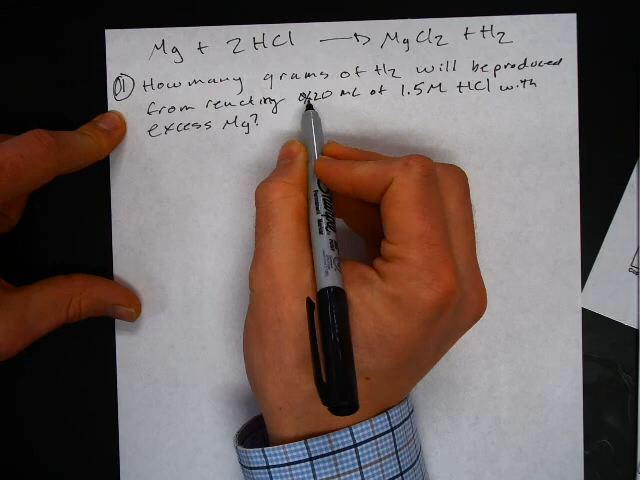 Mg + 2HCl → MgCl2 + H2
① How many grams of H2 will be produced
from reacting 20 mL of 1.5M HCl with
excess Mg?
Sharpie